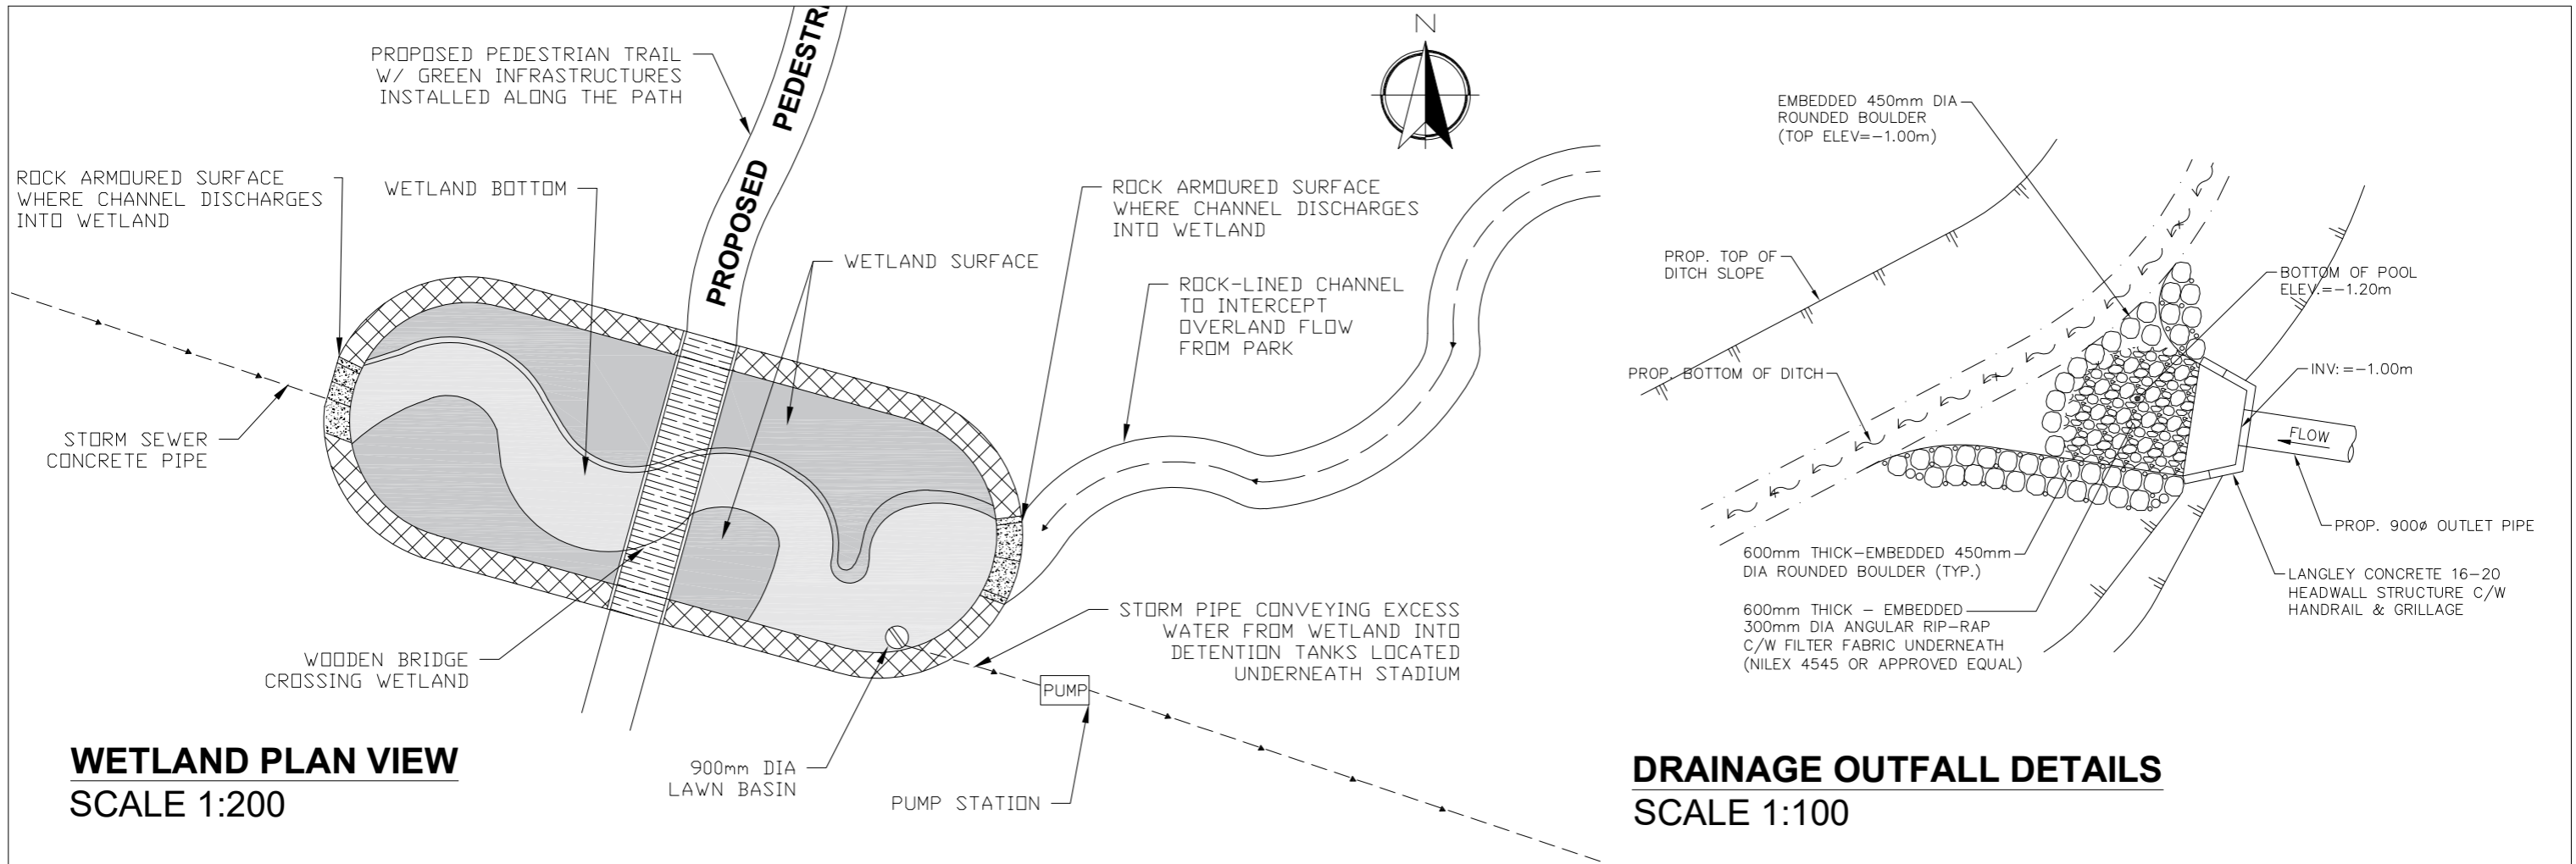 PROPOSED PEDESTRIAN TRAIL
W/ GREEN INFRASTRUCTURES
INSTALLED ALONG THE PATH
PROPOSED PEDESTRI
N
ROCK ARMOURED SURFACE
WHERE CHANNEL DISCHARGES
INTO WETLAND
WETLAND BOTTOM
WETLAND SURFACE
ROCK ARMOURED SURFACE
WHERE CHANNEL DISCHARGES
INTO WETLAND
ROCK-LINED CHANNEL
TO INTERCEPT
OVERLAND FLOW
FROM PARK
STORM SEWER
CONCRETE PIPE
WOODEN BRIDGE
CROSSING WETLAND
STORM PIPE CONVEYING EXCESS
WATER FROM WETLAND INTO
DETENTION TANKS LOCATED
UNDERNEATH STADIUM
PUMP
900mm DIA
LAWN BASIN
PUMP STATION
WETLAND PLAN VIEW
SCALE 1:200
EMBEDDED 450mm DIA
ROUNDED BOULDER
(TOP ELEV=-1.00m)
PROP. TOP OF
DITCH SLOPE
BOTTOM OF POOL
ELEV.=-1.20m
PROP. BOTTOM OF DITCH
INV:=-1.00m
FLOW
PROP. 900ø OUTLET PIPE
600mm THICK-EMBEDDED 450mm
DIA ROUNDED BOULDER (TYP.)
LANGLEY CONCRETE 16-20
HEADWALL STRUCTURE C/W
HANDRAIL & GRILLAGE
600mm THICK - EMBEDDED
300mm DIA ANGULAR RIP-RAP
C/W FILTER FABRIC UNDERNEATH
(NILEX 4545 OR APPROVED EQUAL)
DRAINAGE OUTFALL DETAILS
SCALE 1:100